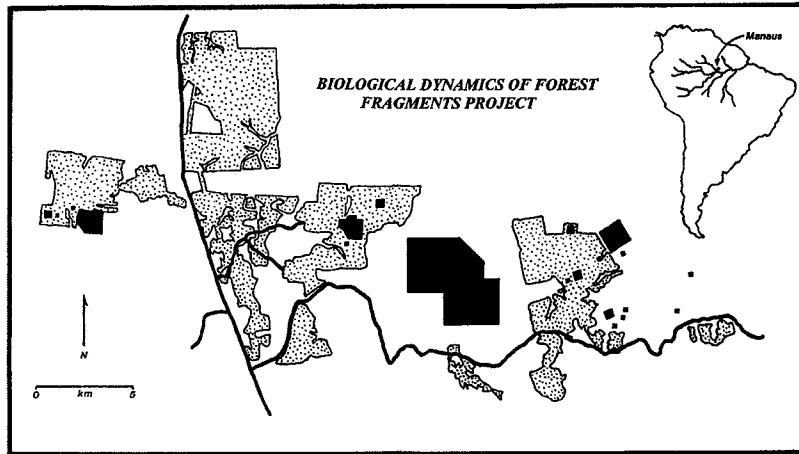 BIOLOGICAL DYNAMICS OF FOREST
FRAGMENTS PROJECT
Manaus
N
0 km 5